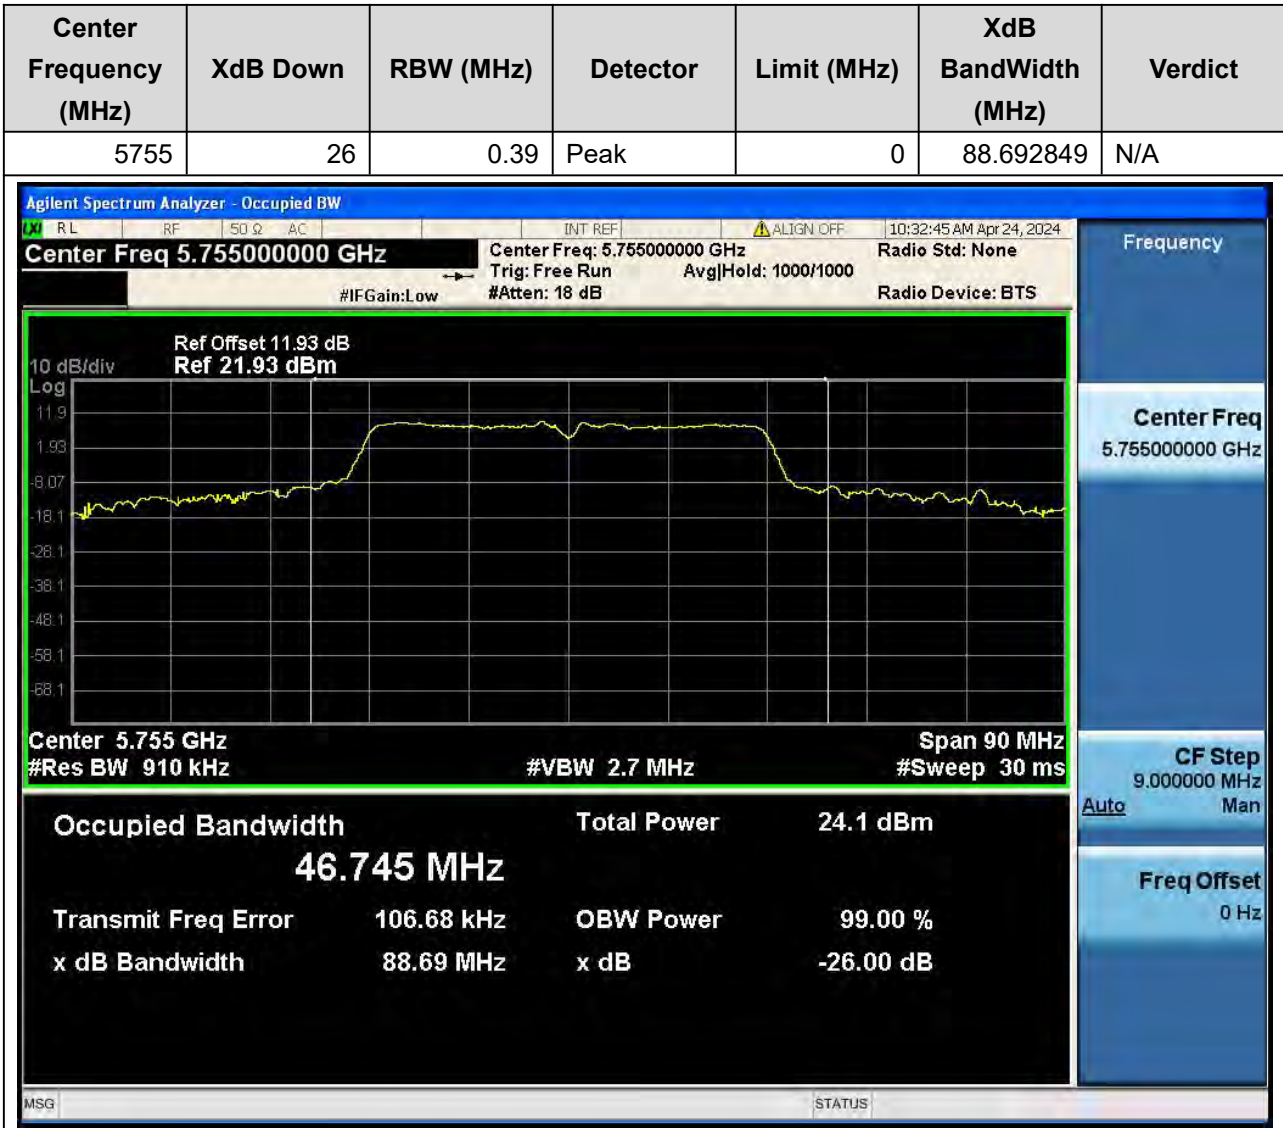 Center Frequency (MHz) XdB Down RBW (MHz) Detector Limit (MHz) XdB BandWidth (MHz) Verdict
5755 26 0.39 Peak 0 88.692849 N/A
Agilent Spectrum Analyzer - Occupied BW
LXI RL RF 50 Ω AC INT REF ALIGN OFF 10:32:45 AM Apr 24, 2024
Center Freq 5.755000000 GHz
#IFGain:Low
Center Freq: 5.755000000 GHz
Trig: Free Run Avg|Hold: 1000/1000
#Atten: 18 dB
Radio Std: None
Radio Device: BTS
Ref Offset 11.93 dB
10 dB/div Ref 21.93 dBm
Log
11.9
1.93
-8.07
-18.1
-28.1
-38.1
-48.1
-58.1
-68.1
Center 5.755 GHz Span 90 MHz
#Res BW 910 kHz #VBW 2.7 MHz #Sweep 30 ms
Occupied Bandwidth Total Power 24.1 dBm
46.745 MHz
Transmit Freq Error 106.68 kHz OBW Power 99.00 %
x dB Bandwidth 88.69 MHz x dB -26.00 dB
MSG STATUS
Frequency
Center Freq
5.755000000 GHz
CF Step
9.000000 MHz
Auto Man
Freq Offset
0 Hz